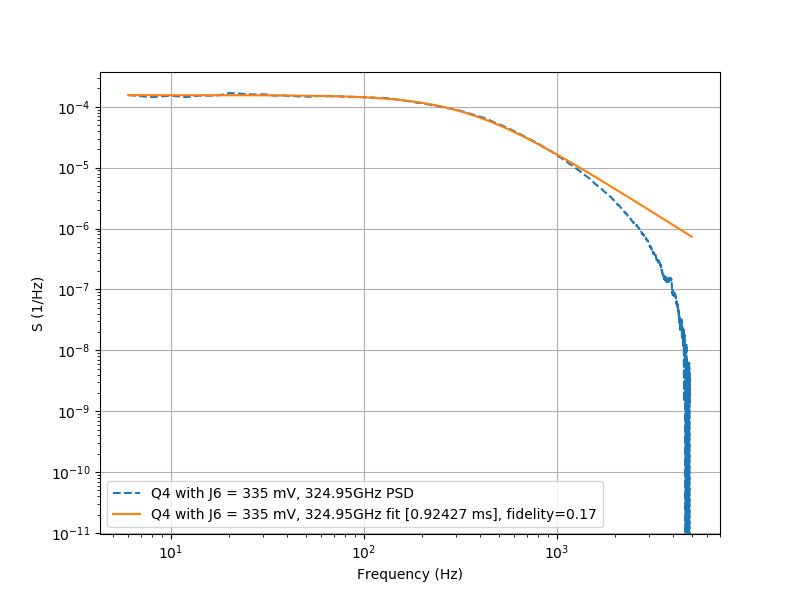 S (1/Hz)
10⁻⁴
10⁻⁵
10⁻⁶
10⁻⁷
10⁻⁸
10⁻⁹
10⁻¹⁰
10⁻¹¹
Q4 with J6 = 335 mV, 324.95GHz PSD
Q4 with J6 = 335 mV, 324.95GHz fit [0.92427 ms], fidelity=0.17
10¹ 10² 10³
Frequency (Hz)